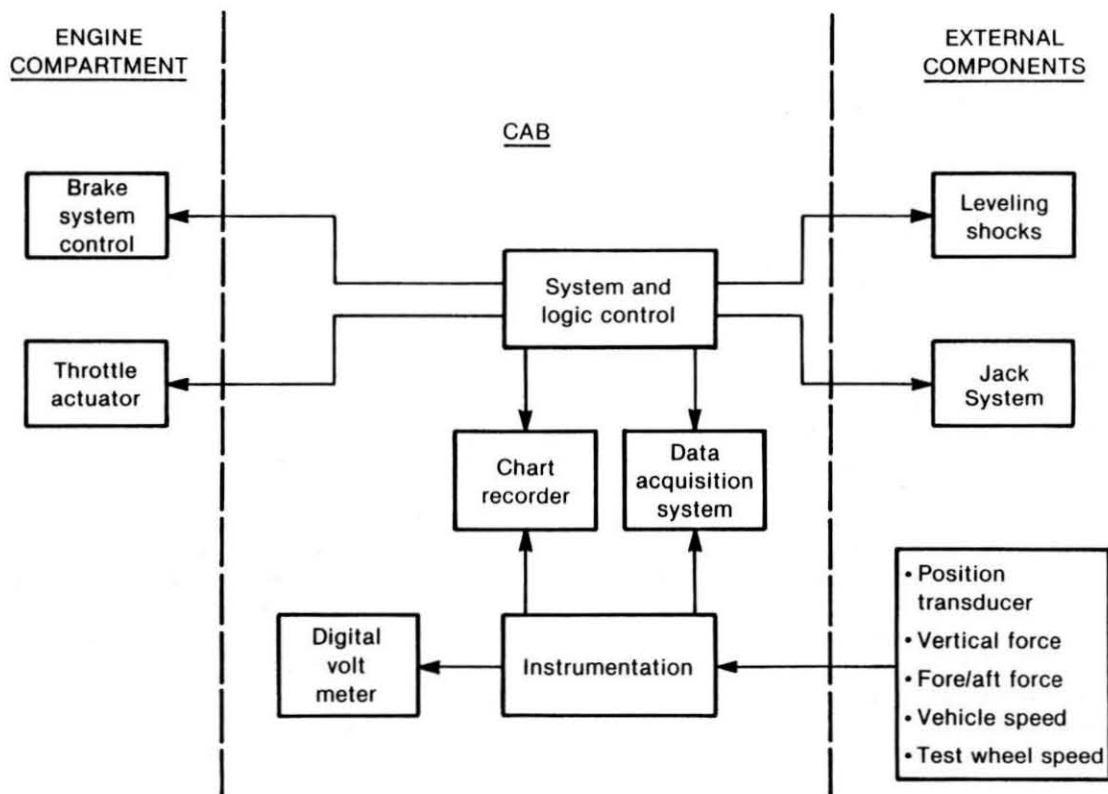 ENGINE
COMPARTMENT
CAB
EXTERNAL
COMPONENTS
Brake
system
control
Throttle
actuator
System and
logic control
Leveling
shocks
Jack
System
Chart
recorder
Data
acquisition
system
Digital
volt
meter
Instrumentation
• Position
transducer
• Vertical force
• Fore/aft force
• Vehicle speed
• Test wheel speed